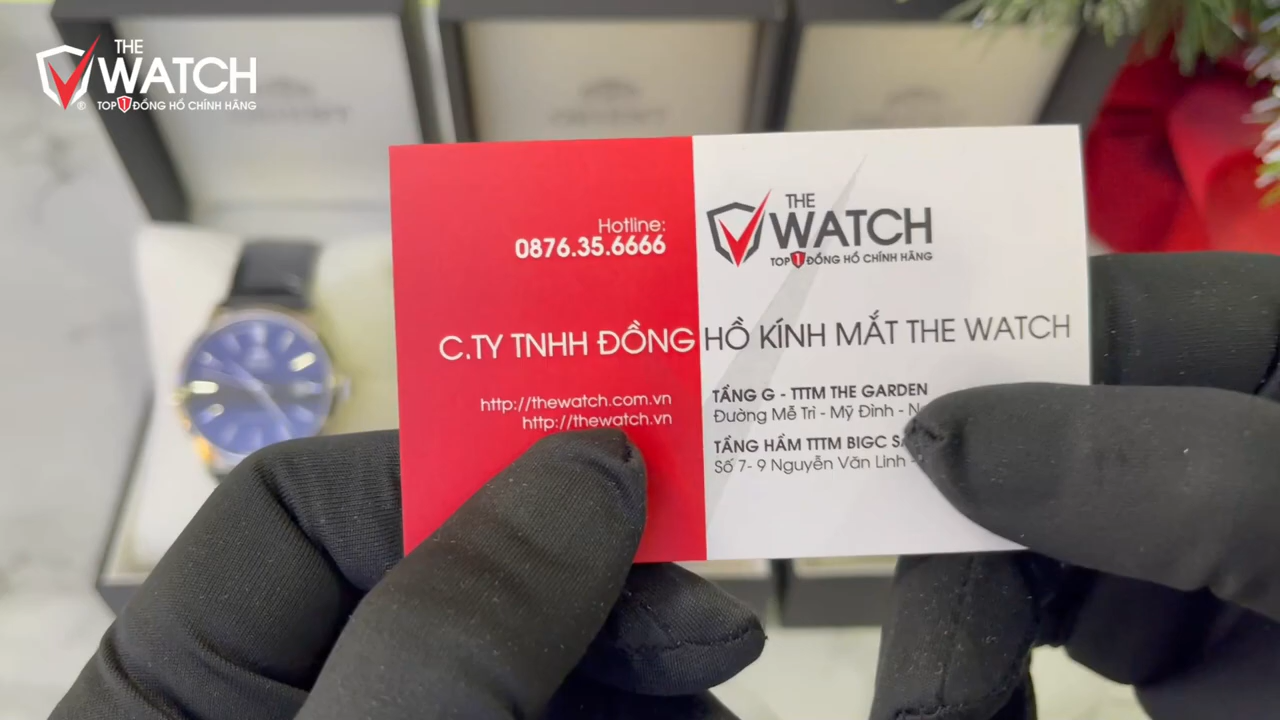 THE
WATCH
TOP 1 ĐỒNG HỒ CHÍNH HÃNG
Hotline:
0876.35.6666
THE
WATCH
TOP 1 ĐỒNG HỒ CHÍNH HÃNG
C.TY TNHH ĐỒNG HỒ KÍNH MẮT THE WATCH
http://thewatch.com.vn
http://thewatch.vn
TẦNG G - TTTM THE GARDEN
Đường Mễ Trì - Mỹ Đình -
TẦNG HẦM TTTM BIGC
Số 7- 9 Nguyễn Văn Linh -